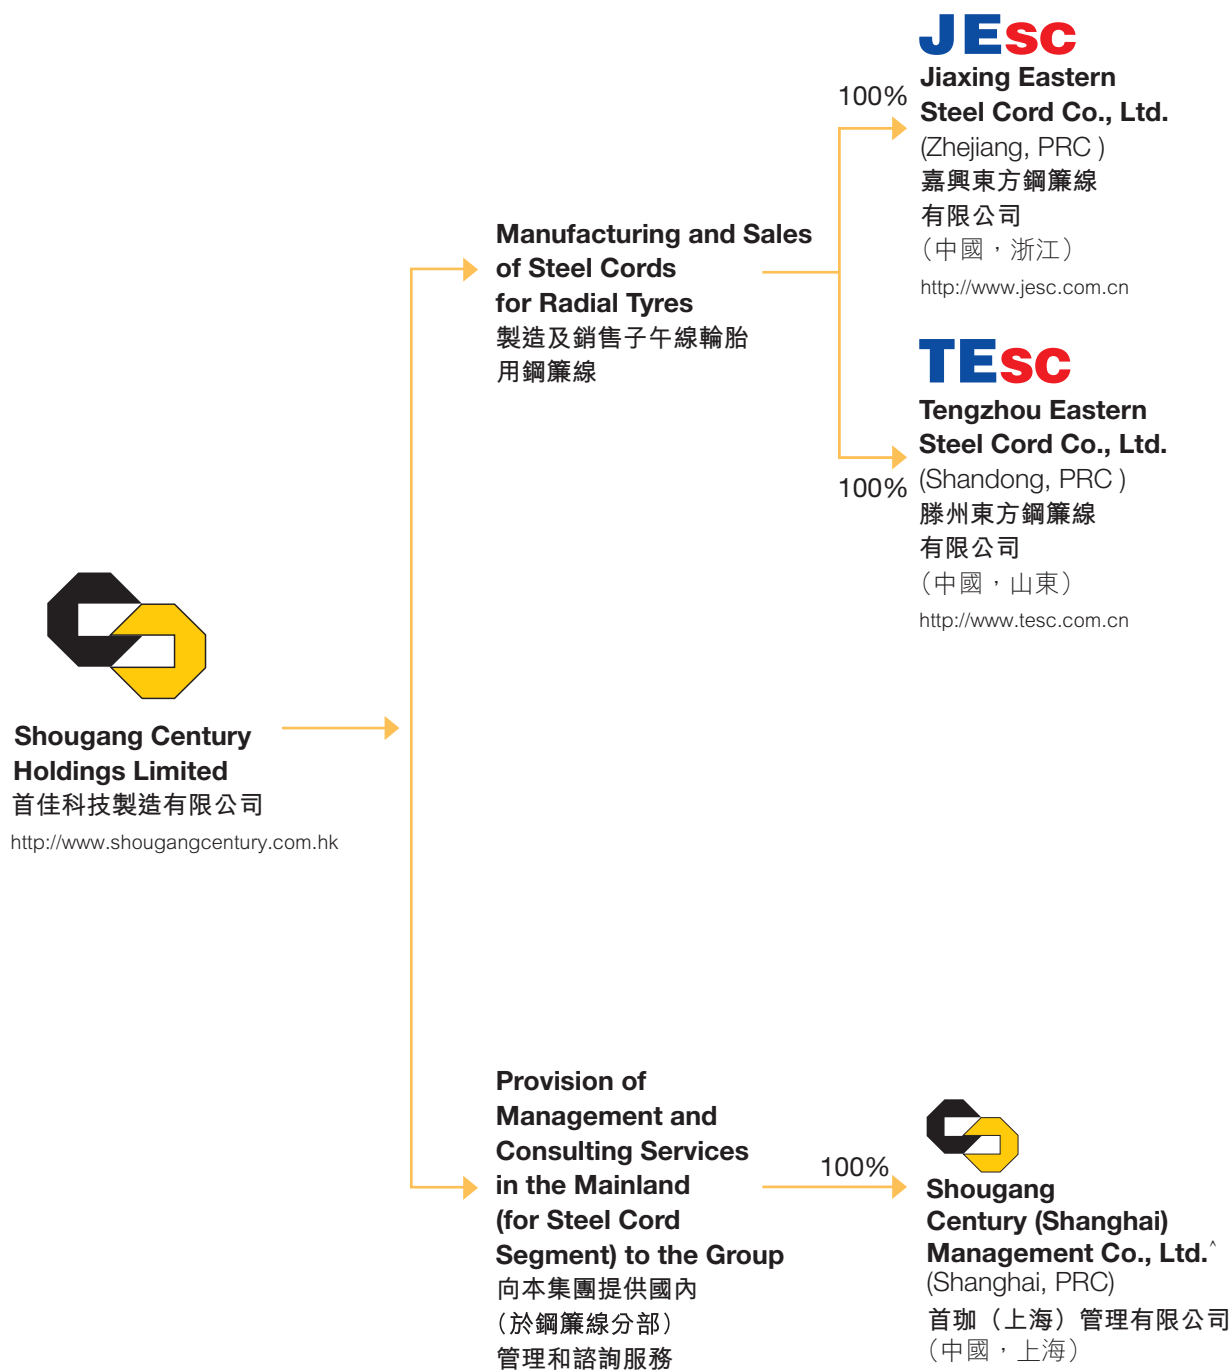 Shougang Century
Holdings Limited
首佳科技製造有限公司
http://www.shougangcentury.com.hk
Manufacturing and Sales
of Steel Cords
for Radial Tyres
製造及銷售子午線輪胎
用鋼簾線
100%
JESC
Jiaxing Eastern
Steel Cord Co., Ltd.
(Zhejiang, PRC )
嘉興東方鋼簾線
有限公司
（中國，浙江）
http://www.jesc.com.cn
100%
TESC
Tengzhou Eastern
Steel Cord Co., Ltd.
(Shandong, PRC )
滕州東方鋼簾線
有限公司
（中國，山東）
http://www.tesc.com.cn
Provision of
Management and
Consulting Services
in the Mainland
(for Steel Cord
Segment) to the Group
向本集團提供國內
（於鋼簾線分部）
管理和諮詢服務
100%
Shougang
Century (Shanghai)
Management Co., Ltd.^
(Shanghai, PRC)
首珈（上海）管理有限公司
（中國，上海）